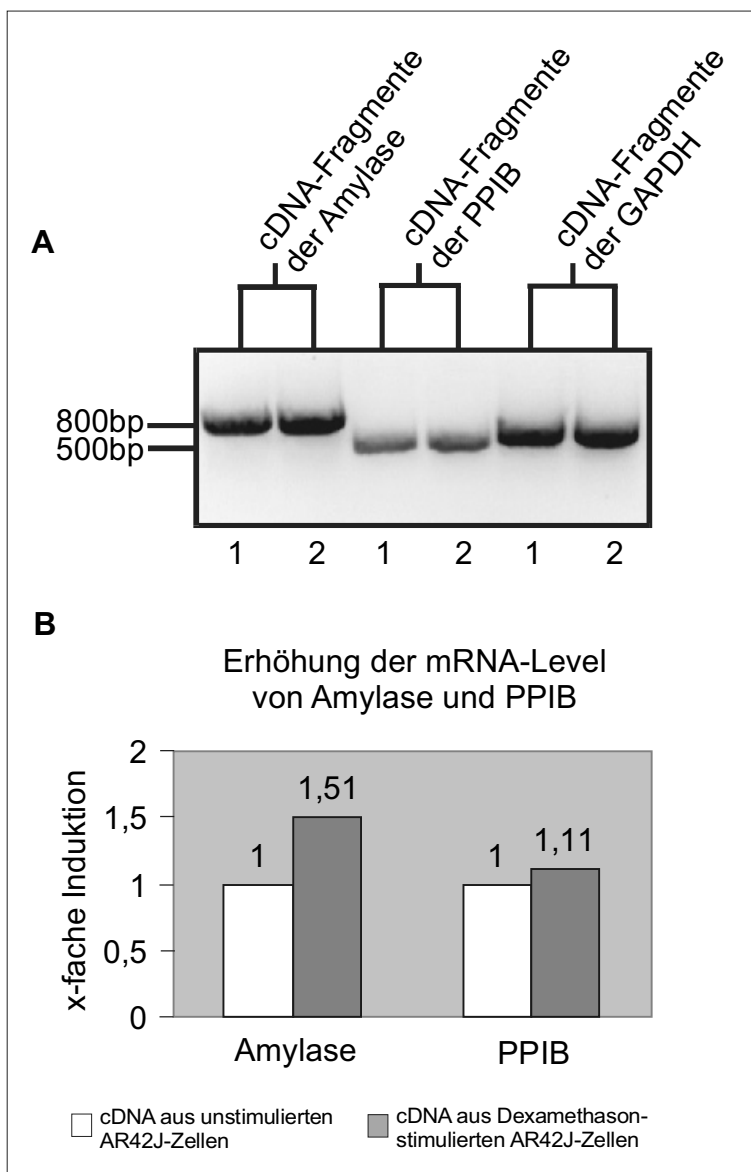 A
cDNA-Fragmente
der Amylase
cDNA-Fragmente
der PPIB
cDNA-Fragmente
der GAPDH
800bp
500bp
1 2 1 2 1 2
B
Erhöhung der mRNA-Level
von Amylase und PPIB
x-fache Induktion
2
1,5
1
0,5
0
1
1,51
1
1,11
Amylase PPIB
cDNA aus unstimulierten
AR42J-Zellen
cDNA aus Dexamethason-
stimulierten AR42J-Zellen